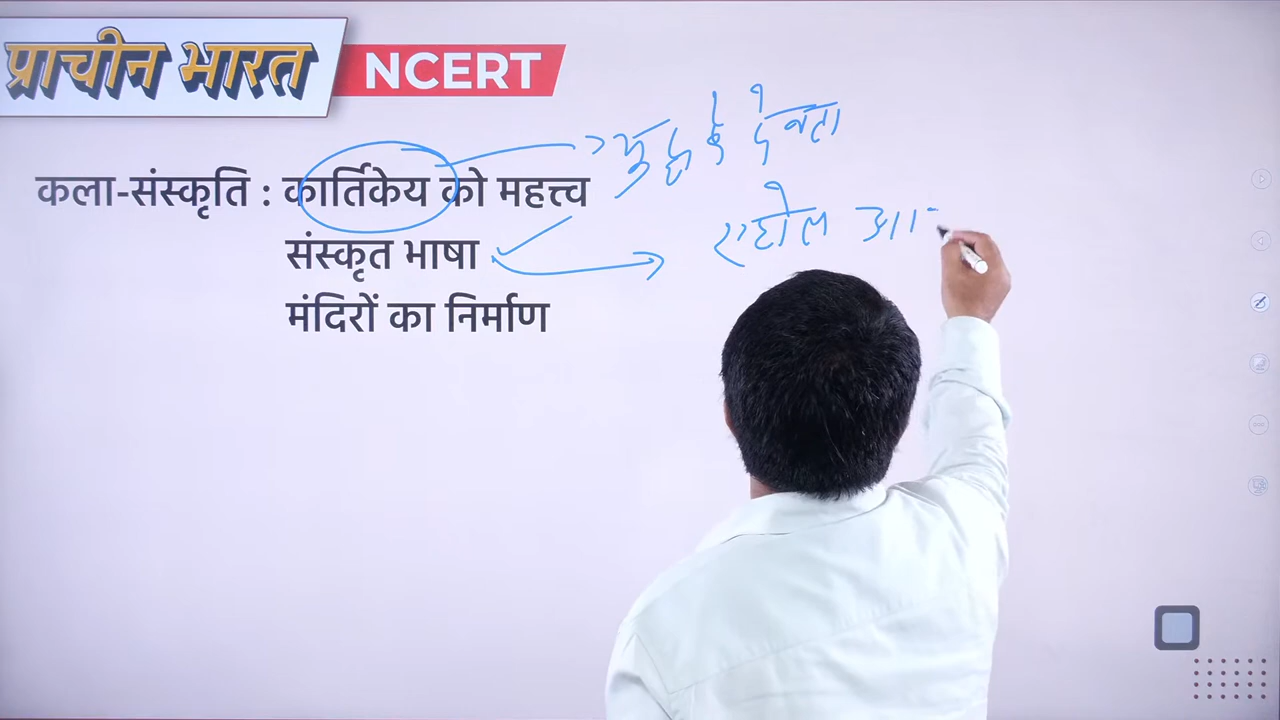 प्राचीन भारत NCERT
कला-संस्कृति : कार्तिकेय को महत्त्व
युद्ध के देवता
संस्कृत भाषा
मंदिरों का निर्माण